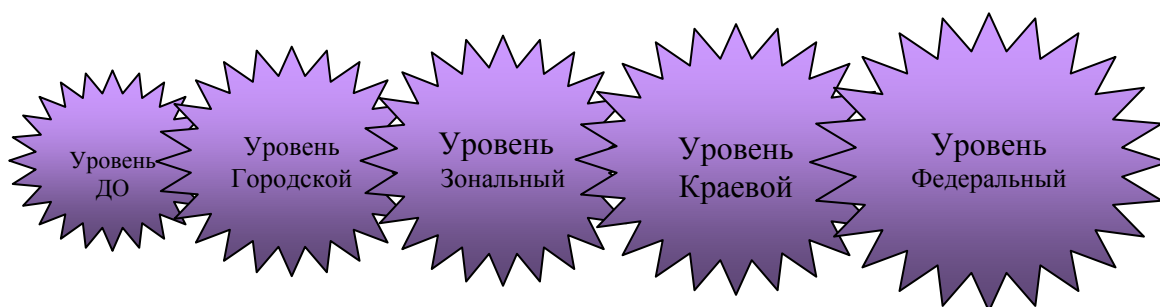 Уровень
ДО
Уровень
Городской
Уровень
Зональный
Уровень
Краевой
Уровень
Федеральный